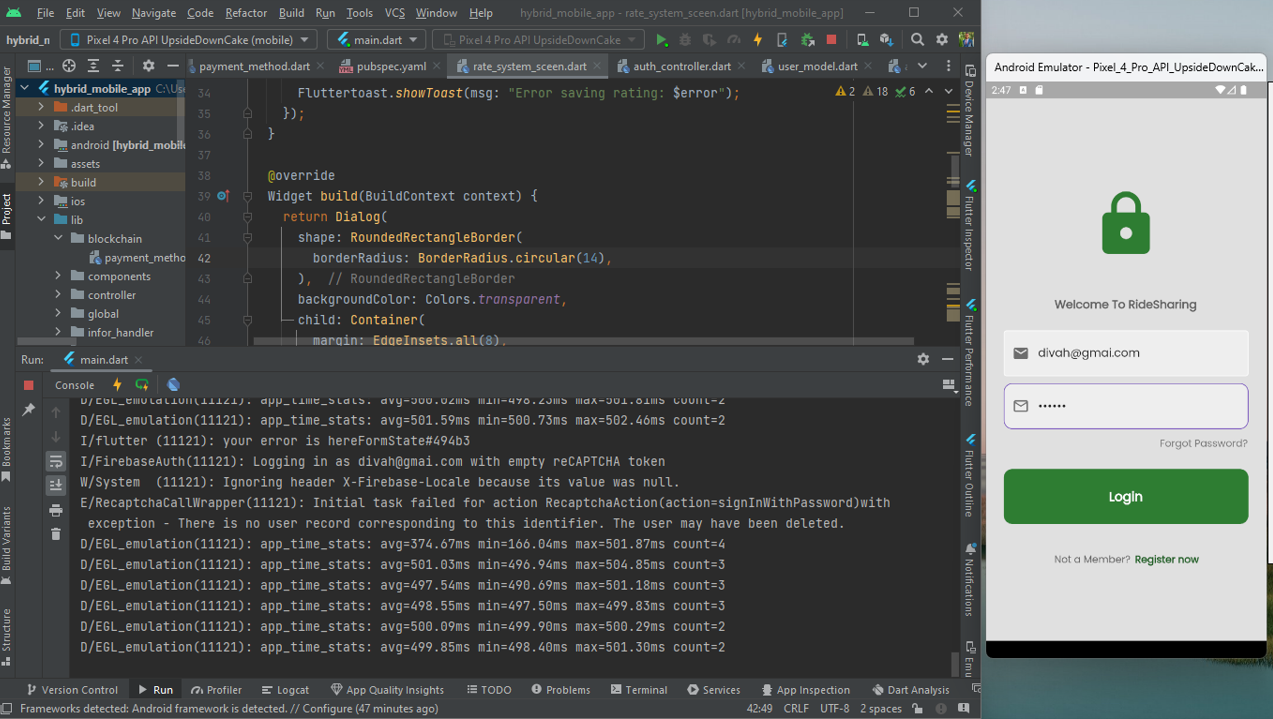 File Edit View Navigate Code Refactor Build Run Tools VCS Window Help hybrid_mobile_app - rate_system_sceen.dart [hybrid_mobile_app]
hybrid_n Pixel 4 Pro API UpsideDownCake (mobile) main.dart Pixel 4 Pro API UpsideDownCake
... payment_method.dart pubspec.yaml rate_system_sceen.dart auth_controller.dart user_model.dart
Resource Manager
Project
Bookmarks
Build Variants
Structure
hybrid_mobile_app C:\Use
.dart_tool
.idea
android [hybrid_mobile
assets
build
ios
lib
blockchain
payment_metho
components
controller
global
infor_handler
2 18 6
34 Fluttertoast.showToast(msg: "Error saving rating: $error");
35 });
36 }
37
38 @override
39 Widget build(BuildContext context) {
40 return Dialog(
41 shape: RoundedRectangleBorder(
42 borderRadius: BorderRadius.circular(14),
43 ), // RoundedRectangleBorder
44 backgroundColor: Colors.transparent,
45 child: Container(
46 margin: EdgeInsets.all(8),
Run: main.dart
Console
D/EGL_emulation(11121): app_time_stats: avg=500.02ms min=498.23ms max=501.81ms count=2
D/EGL_emulation(11121): app_time_stats: avg=501.59ms min=500.73ms max=502.46ms count=2
I/flutter (11121): your error is hereFormState#494b3
I/FirebaseAuth(11121): Logging in as divah@gmai.com with empty reCAPTCHA token
W/System  (11121): Ignoring header X-Firebase-Locale because its value was null.
E/RecaptchaCallWrapper(11121): Initial task failed for action RecaptchaAction(action=signInWithPassword)with
exception - There is no user record corresponding to this identifier. The user may have been deleted.
D/EGL_emulation(11121): app_time_stats: avg=374.67ms min=166.04ms max=501.87ms count=4
D/EGL_emulation(11121): app_time_stats: avg=501.03ms min=496.94ms max=504.85ms count=3
D/EGL_emulation(11121): app_time_stats: avg=497.54ms min=490.69ms max=501.18ms count=3
D/EGL_emulation(11121): app_time_stats: avg=498.55ms min=497.50ms max=499.83ms count=3
D/EGL_emulation(11121): app_time_stats: avg=500.09ms min=499.90ms max=500.29ms count=2
D/EGL_emulation(11121): app_time_stats: avg=499.85ms min=498.40ms max=501.30ms count=2
Device Manager
Flutter Inspector
Flutter Performance
Flutter Outline
Notifications
Emu
Version Control Run Profiler Logcat App Quality Insights TODO Problems Terminal Services App Inspection Dart Analysis
Frameworks detected: Android framework is detected. // Configure (47 minutes ago) 42:49 CRLF UTF-8 2 spaces
Android Emulator - Pixel_4_Pro_API_UpsideDownCak...
2:47
Welcome To RideSharing
divah@gmai.com
••••••
Forgot Password?
Login
Not a Member? Register now